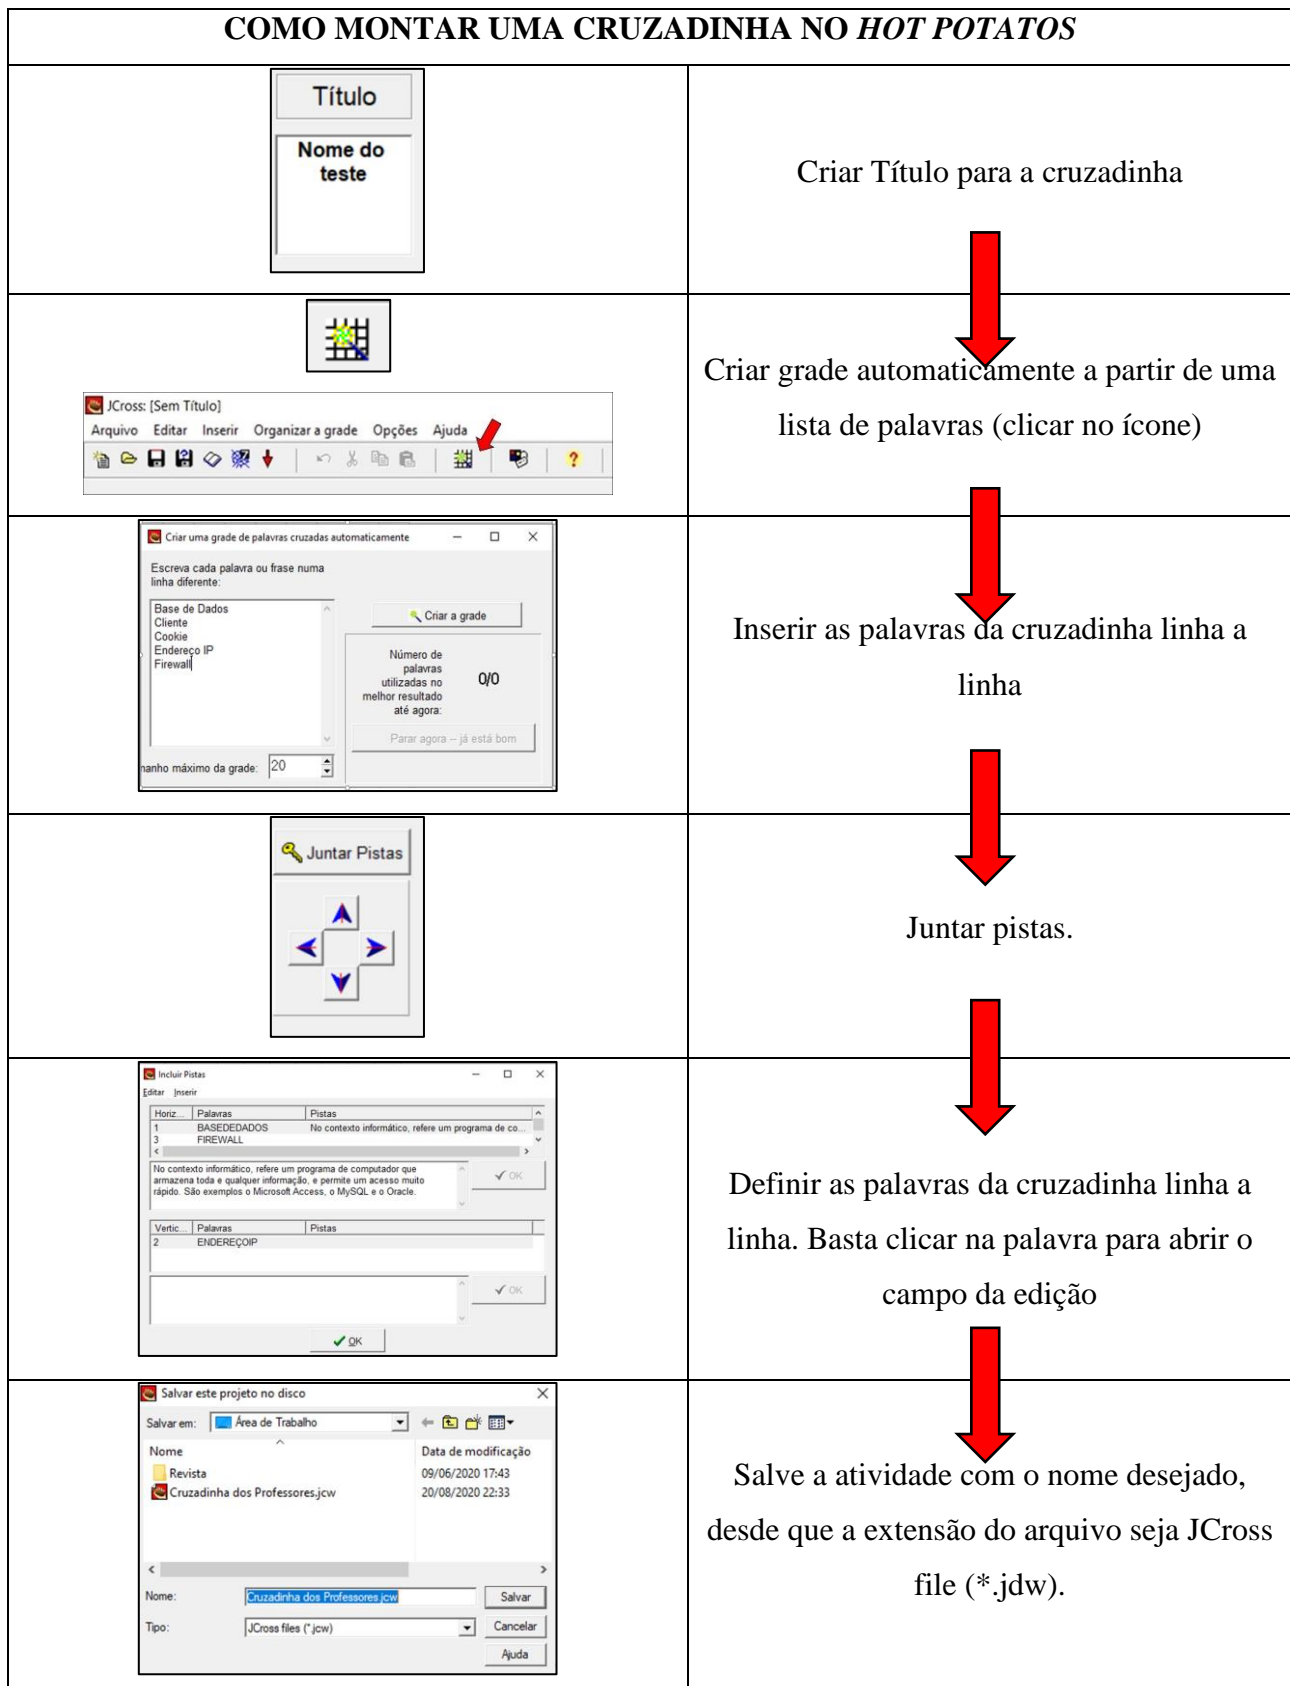 COMO MONTAR UMA CRUZADINHA NO HOT POTATOS
Título
Nome do
teste
Criar Título para a cruzadinha
JCross: [Sem Título]
Arquivo Editar Inserir Organizar a grade Opções Ajuda
Criar grade automaticamente a partir de uma
lista de palavras (clicar no ícone)
Criar uma grade de palavras cruzadas automaticamente
Escreva cada palavra ou frase numa
linha diferente:
Base de Dados
Cliente
Cookie
Endereço IP
Firewall
Criar a grade
Número de
palavras
utilizadas no
melhor resultado
até agora:
0/0
Parar agora -- já está bom
manho máximo da grade: 20
Inserir as palavras da cruzadinha linha a
linha
Juntar Pistas
Juntar pistas.
Incluir Pistas
Editar Inserir
Horiz... Palavras Pistas
1 BASEDEDADOS No contexto informático, refere um programa de co...
3 FIREWALL
No contexto informático, refere um programa de computador que
armazena toda e qualquer informação, e permite um acesso muito
rápido. São exemplos o Microsoft Access, o MySQL e o Oracle.
OK
Vertic... Palavras Pistas
2 ENDEREÇOIP
OK
OK
Definir as palavras da cruzadinha linha a
linha. Basta clicar na palavra para abrir o
campo da edição
Salvar este projeto no disco
Salvar em: Área de Trabalho
Nome Data de modificação
Revista 09/06/2020 17:43
Cruzadinha dos Professores.jcw 20/08/2020 22:33
Nome: Cruzadinha dos Professores.jcw Salvar
Tipo: JCross files (*.jcw) Cancelar
Ajuda
Salve a atividade com o nome desejado,
desde que a extensão do arquivo seja JCross
file (*.jdw).